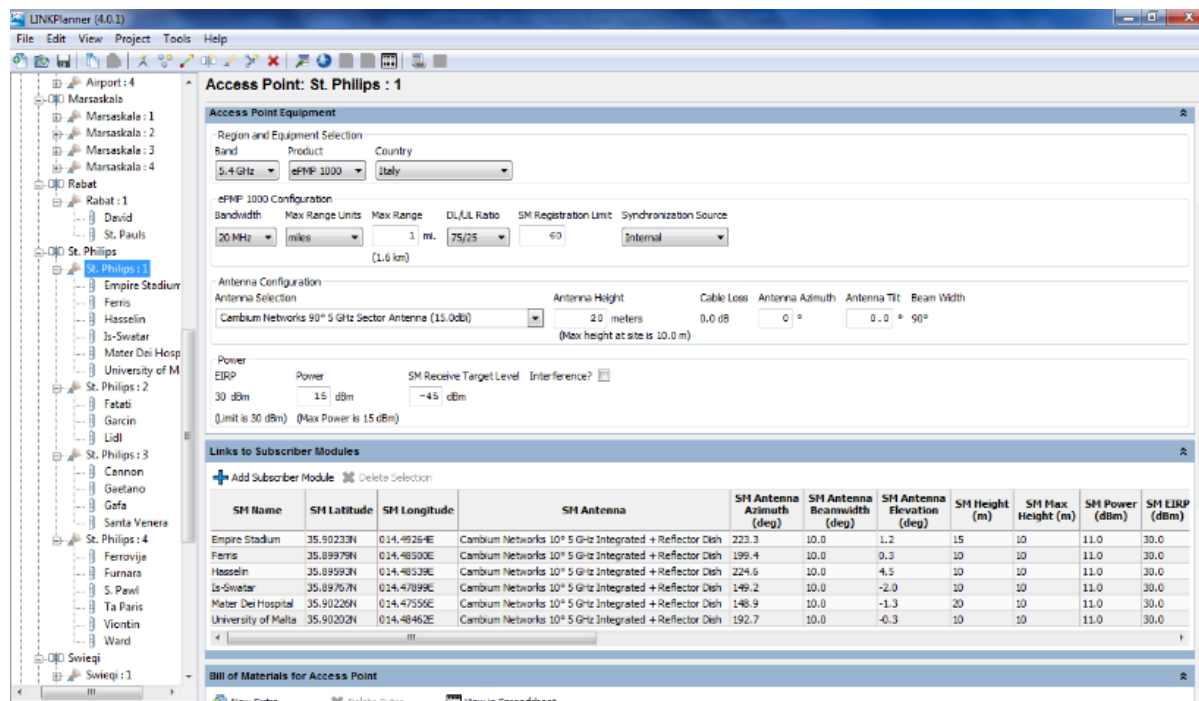 LINKPlanner (4.0.1)
File Edit View Project Tools Help
Airport : 4
Marsaskala
Marsaskala : 1
Marsaskala : 2
Marsaskala : 3
Marsaskala : 4
Rabat
Rabat : 1
David
St. Pauls
St. Philips
St. Philips : 1
Empire Stadium
Ferris
Hasselin
Is-Swatar
Mater Dei Hosp
University of M
St. Philips : 2
Fatati
Garcin
Lidl
St. Philips : 3
Cannon
Gaetano
Gafa
Santa Venera
St. Philips : 4
Ferrovija
Furnara
S. Pawl
Ta Paris
Viontin
Ward
Swieqi
Swieqi : 1
Access Point: St. Philips : 1
Access Point Equipment
Region and Equipment Selection
Band Product Country
5.4 GHz ePMP 1000 Italy
ePMP 1000 Configuration
Bandwidth Max Range Units Max Range DL/UL Ratio SM Registration Limit Synchronization Source
20 MHz miles 1 mi. 75/25 60 Internal
(1.6 km)
Antenna Configuration
Antenna Selection Antenna Height Cable Loss Antenna Azimuth Antenna Tilt Beam Width
Cambium Networks 90° 5 GHz Sector Antenna (15.0dBi) 20 meters 0.0 dB 0 ° 0.0 ° 90°
(Max height at site is 10.0 m)
Power
EIRP Power SM Receive Target Level Interference?
30 dBm 15 dBm -45 dBm
(Limit is 30 dBm) (Max Power is 15 dBm)
Links to Subscriber Modules
Add Subscriber Module Delete Selection
SM Name SM Latitude SM Longitude SM Antenna SM Antenna Azimuth (deg) SM Antenna Beamwidth (deg) SM Antenna Elevation (deg) SM Height (m) SM Max Height (m) SM Power (dBm) SM EIRP (dBm)
Empire Stadium 35.90233N 014.49264E Cambium Networks 10° 5 GHz Integrated + Reflector Dish 223.3 10.0 1.2 15 10 11.0 30.0
Ferris 35.89979N 014.48500E Cambium Networks 10° 5 GHz Integrated + Reflector Dish 199.4 10.0 0.3 10 10 11.0 30.0
Hasselin 35.89593N 014.48539E Cambium Networks 10° 5 GHz Integrated + Reflector Dish 224.6 10.0 4.5 10 10 11.0 30.0
Is-Swatar 35.89767N 014.47899E Cambium Networks 10° 5 GHz Integrated + Reflector Dish 149.2 10.0 -2.0 10 10 11.0 30.0
Mater Dei Hospital 35.90226N 014.47556E Cambium Networks 10° 5 GHz Integrated + Reflector Dish 148.9 10.0 -1.3 20 10 11.0 30.0
University of Malta 35.90202N 014.48462E Cambium Networks 10° 5 GHz Integrated + Reflector Dish 192.7 10.0 -0.3 10 10 11.0 30.0
Bill of Materials for Access Point